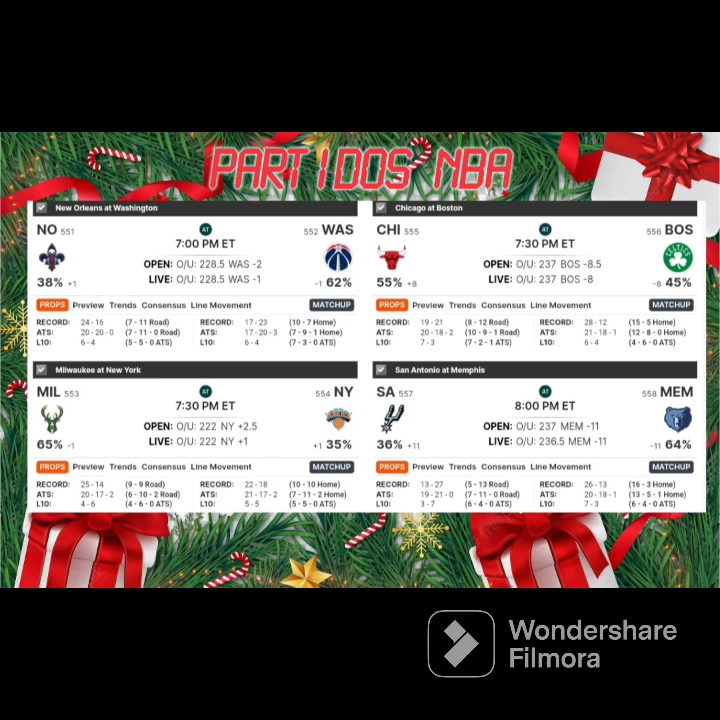 PARTIDOS NBA
New Orleans at Washington
NO 551
AT
552 WAS
7:00 PM ET
OPEN: O/U: 228.5 WAS -2
LIVE: O/U: 228.5 WAS -1
38% +1
-1 62%
PROPS Preview Trends Consensus Line Movement MATCHUP
RECORD: 24 - 16 (7 - 11 Road) RECORD: 17 - 23 (10 - 7 Home)
ATS: 20 - 20 - 0 (7 - 11 - 0 Road) ATS: 17 - 20 - 3 (7 - 9 - 1 Home)
L10: 6 - 4 (5 - 5 - 0 ATS) L10: 6 - 4 (7 - 3 - 0 ATS)
Chicago at Boston
CHI 555
AT
556 BOS
7:30 PM ET
OPEN: O/U: 237 BOS -8.5
LIVE: O/U: 237 BOS -8
55% +8
-8 45%
CELTICS
PROPS Preview Trends Consensus Line Movement MATCHUP
RECORD: 19 - 21 (8 - 12 Road) RECORD: 28 - 12 (15 - 5 Home)
ATS: 20 - 18 - 2 (10 - 9 - 1 Road) ATS: 21 - 18 - 1 (12 - 8 - 0 Home)
L10: 7 - 3 (7 - 2 - 1 ATS) L10: 6 - 4 (4 - 6 - 0 ATS)
Milwaukee at New York
MIL 553
AT
554 NY
7:30 PM ET
OPEN: O/U: 222 NY +2.5
LIVE: O/U: 222 NY +1
65% -1
+1 35%
PROPS Preview Trends Consensus Line Movement MATCHUP
RECORD: 25 - 14 (9 - 9 Road) RECORD: 22 - 18 (10 - 10 Home)
ATS: 20 - 17 - 2 (6 - 10 - 2 Road) ATS: 21 - 17 - 2 (7 - 11 - 2 Home)
L10: 4 - 6 (4 - 6 - 0 ATS) L10: 5 - 5 (5 - 5 - 0 ATS)
San Antonio at Memphis
SA 557
AT
558 MEM
8:00 PM ET
OPEN: O/U: 237 MEM -11
LIVE: O/U: 236.5 MEM -11
36% +11
-11 64%
PROPS Preview Trends Consensus Line Movement MATCHUP
RECORD: 13 - 27 (5 - 13 Road) RECORD: 26 - 13 (16 - 3 Home)
ATS: 19 - 21 - 0 (7 - 11 - 0 Road) ATS: 20 - 18 - 1 (13 - 5 - 1 Home)
L10: 3 - 7 (6 - 4 - 0 ATS) L10: 7 - 3 (6 - 4 - 0 ATS)
Wondershare
Filmora